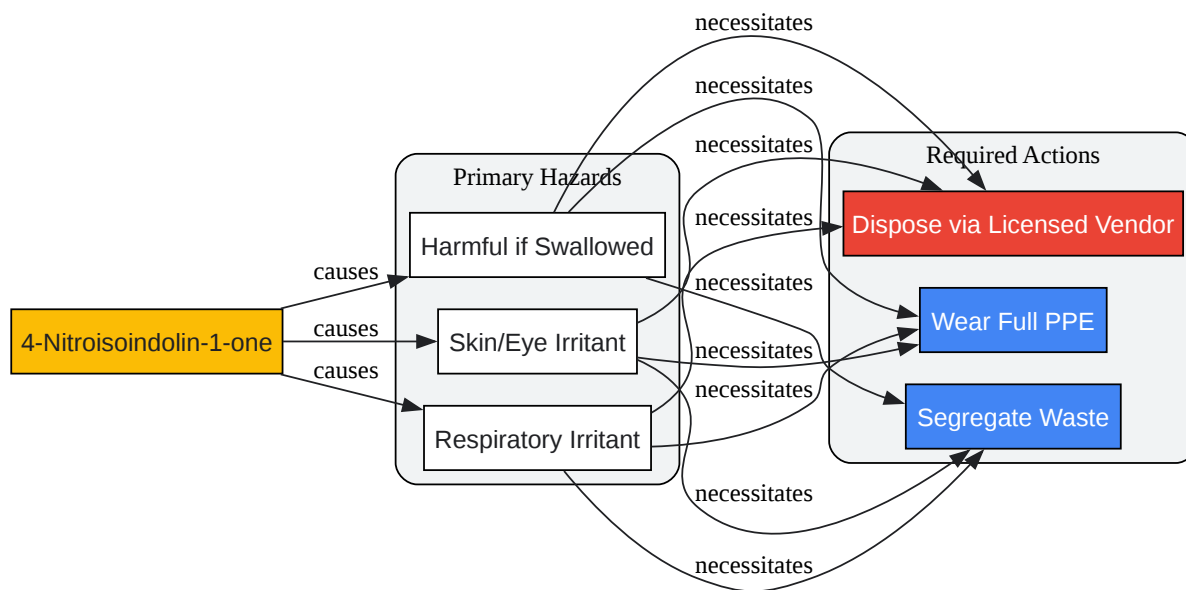 necessitates
necessitates
necessitates
Required Actions
Primary Hazards
necessitates
Dispose via Licensed Vendor
Harmful if Swallowed
causes
necessitates
4-Nitroisoindolin-1-one
causes
Skin/Eye Irritant
necessitates
Wear Full PPE
causes
necessitates
Respiratory Irritant
Segregate Waste
necessitates
necessitates